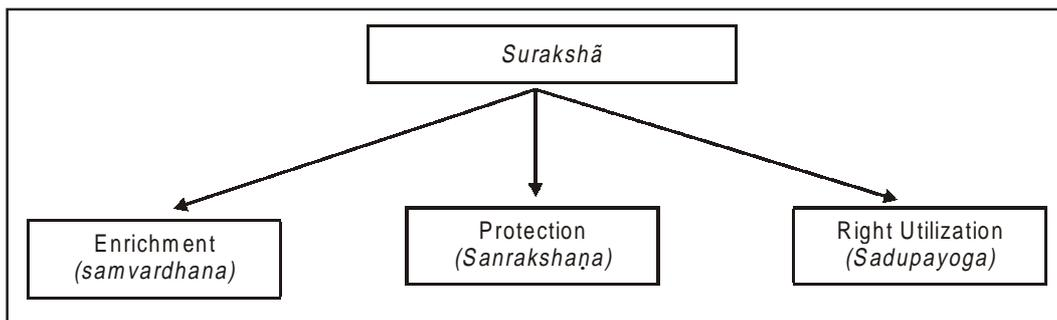 Surakshã
Enrichment
(samvardhana)
Protection
(Sanrakshaṇa)
Right Utilization
(Sadupayoga)